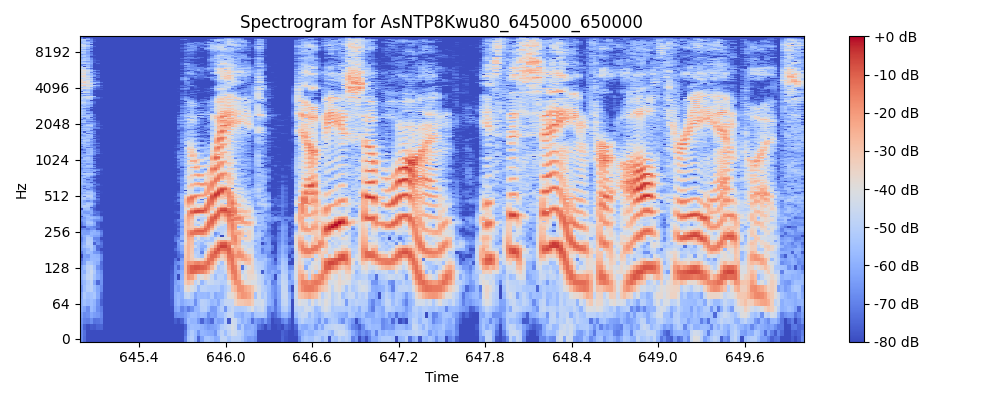 Spectrogram for AsNTP8Kwu80_645000_650000
8192
4096
2048
1024
512
256
128
64
0
Hz
645.4 646.0 646.6 647.2 647.8 648.4 649.0 649.6
Time
+0 dB
-10 dB
-20 dB
-30 dB
-40 dB
-50 dB
-60 dB
-70 dB
-80 dB